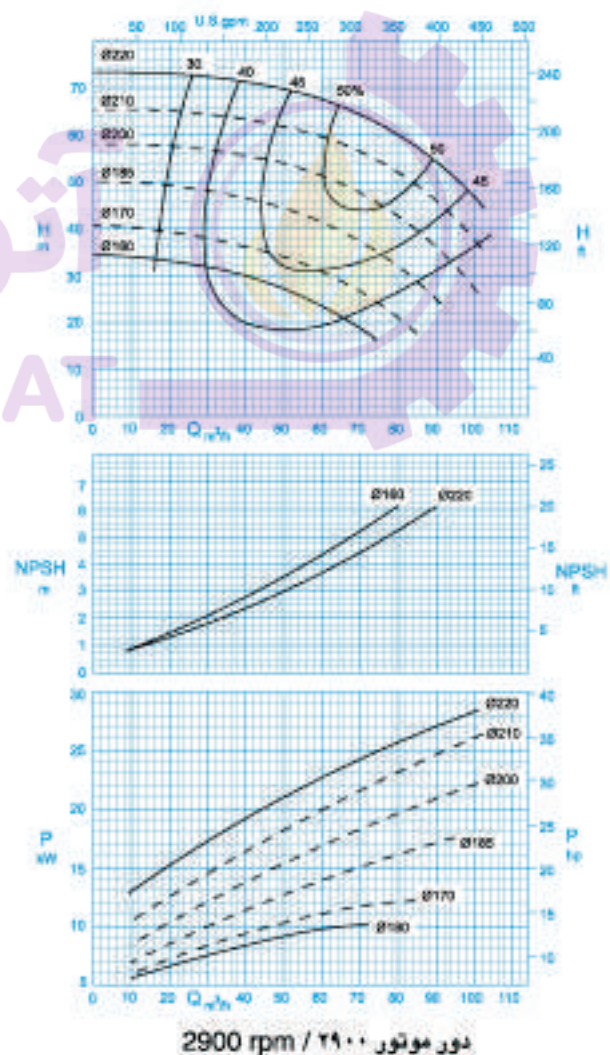 U.S.gpm
50 100 150 200 250 300 350 400 450 500
Ø220 30 40 45 50% 240
70
Ø210
60 220
Ø200
50 50 160
Ø185 45
40 Ø170
H m H ft
Ø160 120
30
20 80
10 40
0
0 10 20 30 40 50 60 70 80 90 100 110
Q m³/h
AT
7 25
6 Ø160 Ø220 20
5
4 15
NPSH m NPSH ft
3 10
2
1 5
0
30 40
Ø220
Ø210 35
25
Ø200 30
20
P kW 25 P hp
Ø185
15 20
Ø170
10 15
Ø160
10
5
0 10 20 30 40 50 60 70 80 90 100 110
Q m³/h
دور موتور ۲۹۰۰ / 2900 rpm